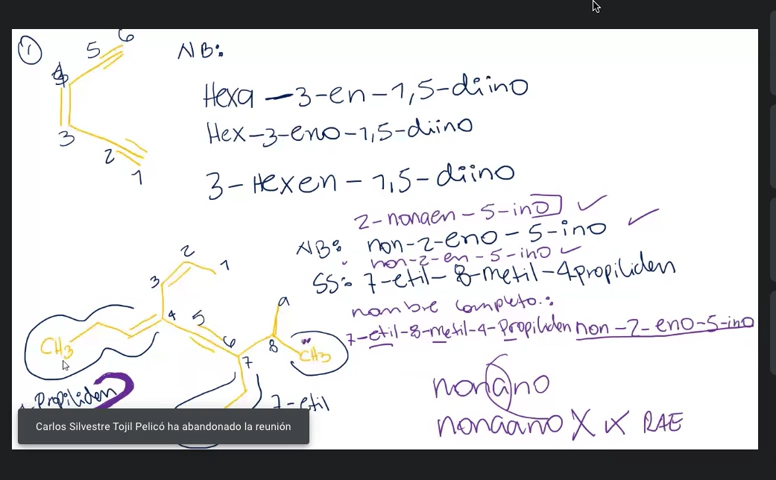 1
5 6
4
3
2
1
NB:
Hexa-3-en-1,5-diino
Hex-3-eno-1,5-diino
3-Hexen-1,5-diino
2-nonaen-5-ino
NB: non-2-eno-5-ino
non-2-en-5-ino
SS: 7-etil-8-metil-4propiliden
nombre completo.:
7-etil-8-metil-4-Propiliden non-2-eno-5-ino
2
1
3
4
5
6
7
8
9
CH3
CH3
Propiliden
7-etil
nonano
nonaano X X RAE
Carlos Silvestre Tojil Pelicó ha abandonado la reunión